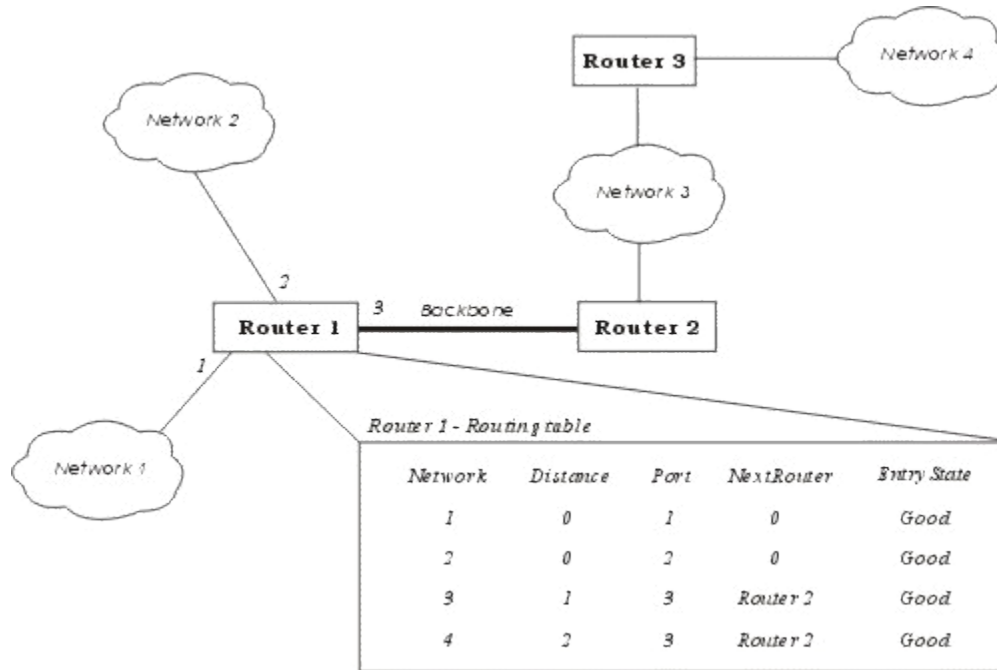 Network 4
Router 3
Network 2
Network 3
2
3 Backbone
Router 1
Router 2
1
Network 1
Router 1 - Routing table
Network Distance Port NextRouter Entry State
1 0 1 0 Good
2 0 2 0 Good
3 1 3 Router 2 Good
4 2 3 Router 2 Good